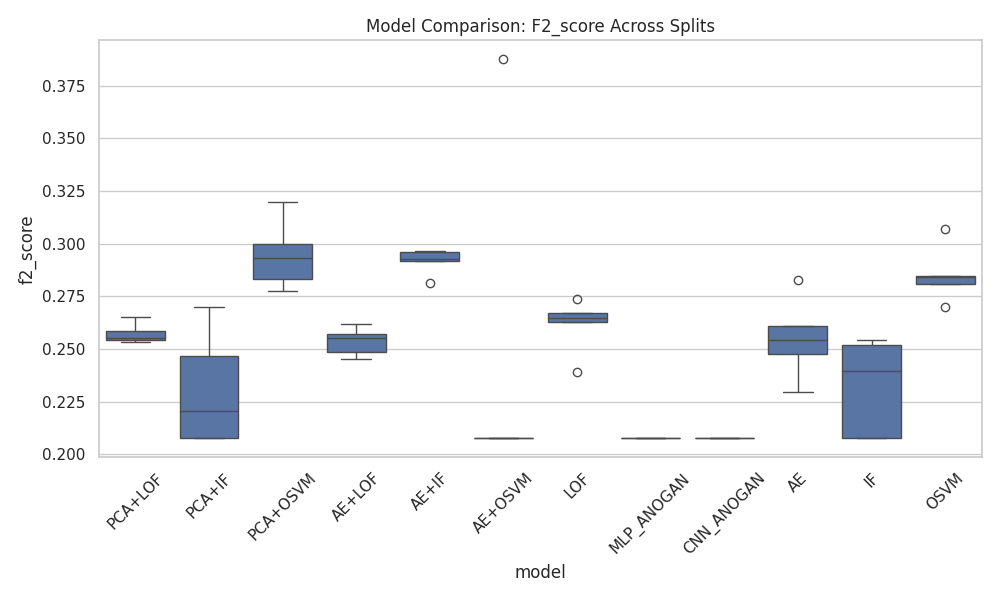 Model Comparison: F2_score Across Splits
f2_score
0.375
0.350
0.325
0.300
0.275
0.250
0.225
0.200
PCA+LOF
PCA+IF
PCA+OSVM
AE+LOF
AE+IF
AE+OSVM
LOF
MLP_ANOGAN
CNN_ANOGAN
AE
IF
OSVM
model